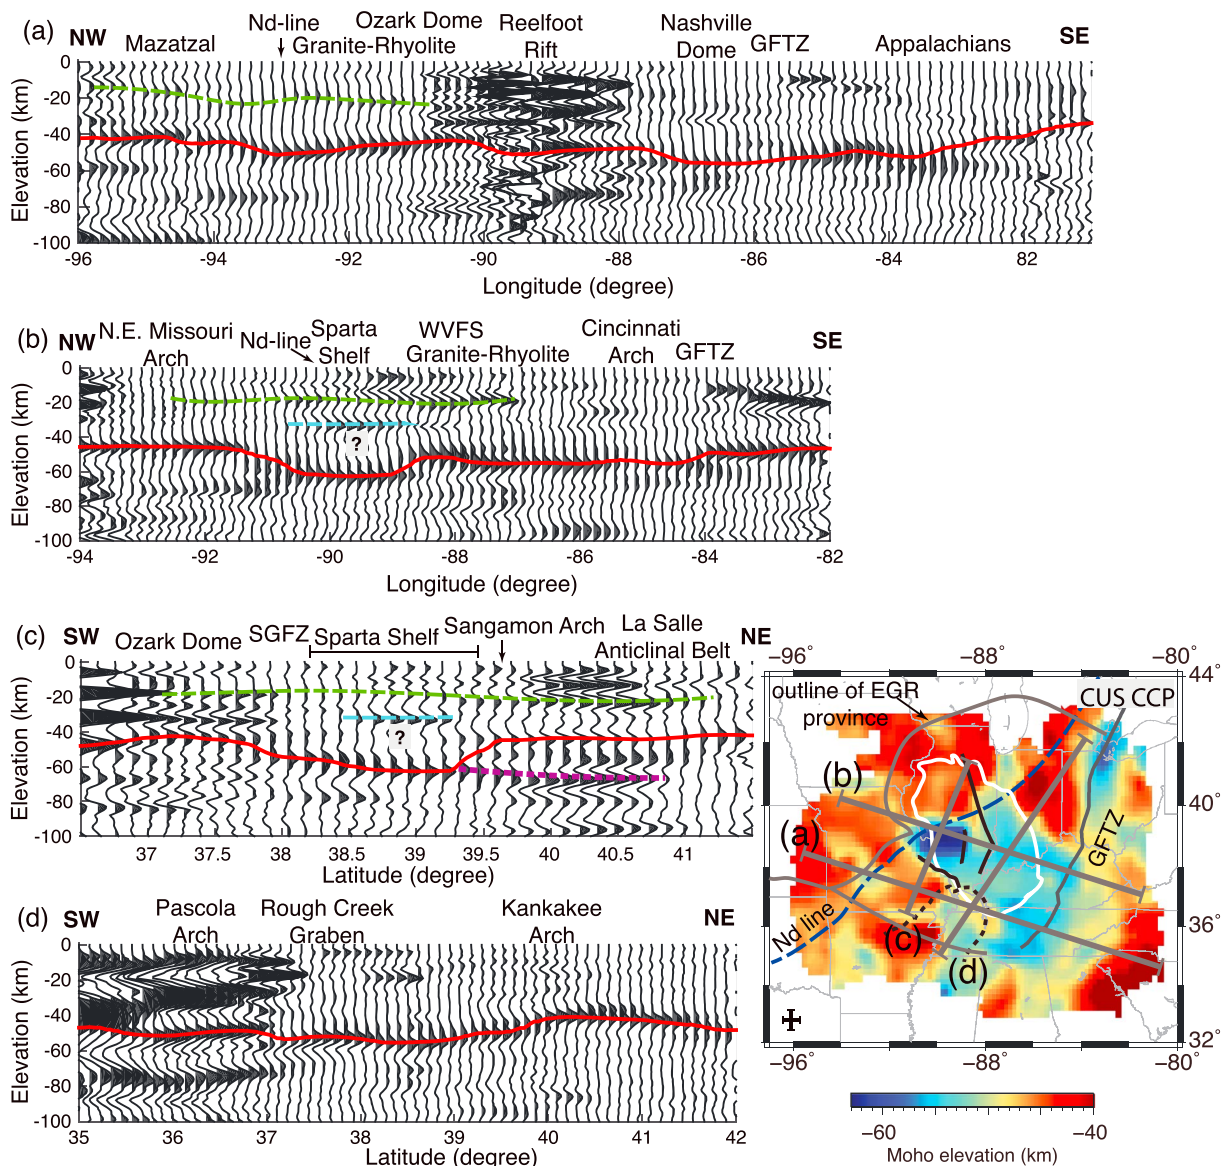 (a)
NW
Mazatzal
Nd-line
Ozark Dome
Granite-Rhyolite
Reelfoot
Rift
Nashville
Dome
GFTZ
Appalachians
SE
Elevation (km)
0
-20
-40
-60
-80
-100
-96 -94 -92 -90 -88 -86 -84 82
Longitude (degree)
(b)
NW
N.E. Missouri
Arch
Nd-line
Sparta
Shelf
WVFS
Granite-Rhyolite
Cincinnati
Arch
GFTZ
SE
Elevation (km)
0
-20
-40
-60
-80
-100
?
-94 -92 -90 -88 -86 -84 -82
Longitude (degree)
(c)
SW
Ozark Dome
SGFZ
Sparta Shelf
Sangamon Arch
La Salle
Anticlinal Belt
NE
Elevation (km)
0
-20
-40
-60
-80
-100
?
37 37.5 38 38.5 39 39.5 40 40.5 41
Latitude (degree)
(d)
SW
Pascola
Arch
Rough Creek
Graben
Kankakee
Arch
NE
Elevation (km)
0
-20
-40
-60
-80
-100
35 36 37 38 39 40 41 42
Latitude (degree)
−96 −88 −80
44°
40°
36°
32°
outline of EGR
province
CUS CCP
(b)
(a)
(c)
(d)
Nd line
GFTZ
−96 −88 −80
−60 −40
Moho elevation (km)